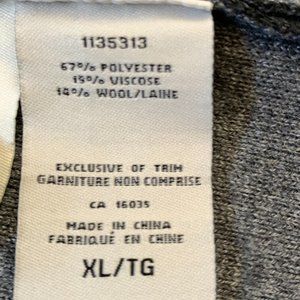 1135313
67% POLYESTER
19% VISCOSE
14% WOOL/LAINE
EXCLUSIVE OF TRIM
GARNITURE NON COMPRISE
CA 16035
MADE IN CHINA
FABRIQUÉ EN CHINE
XL/TG